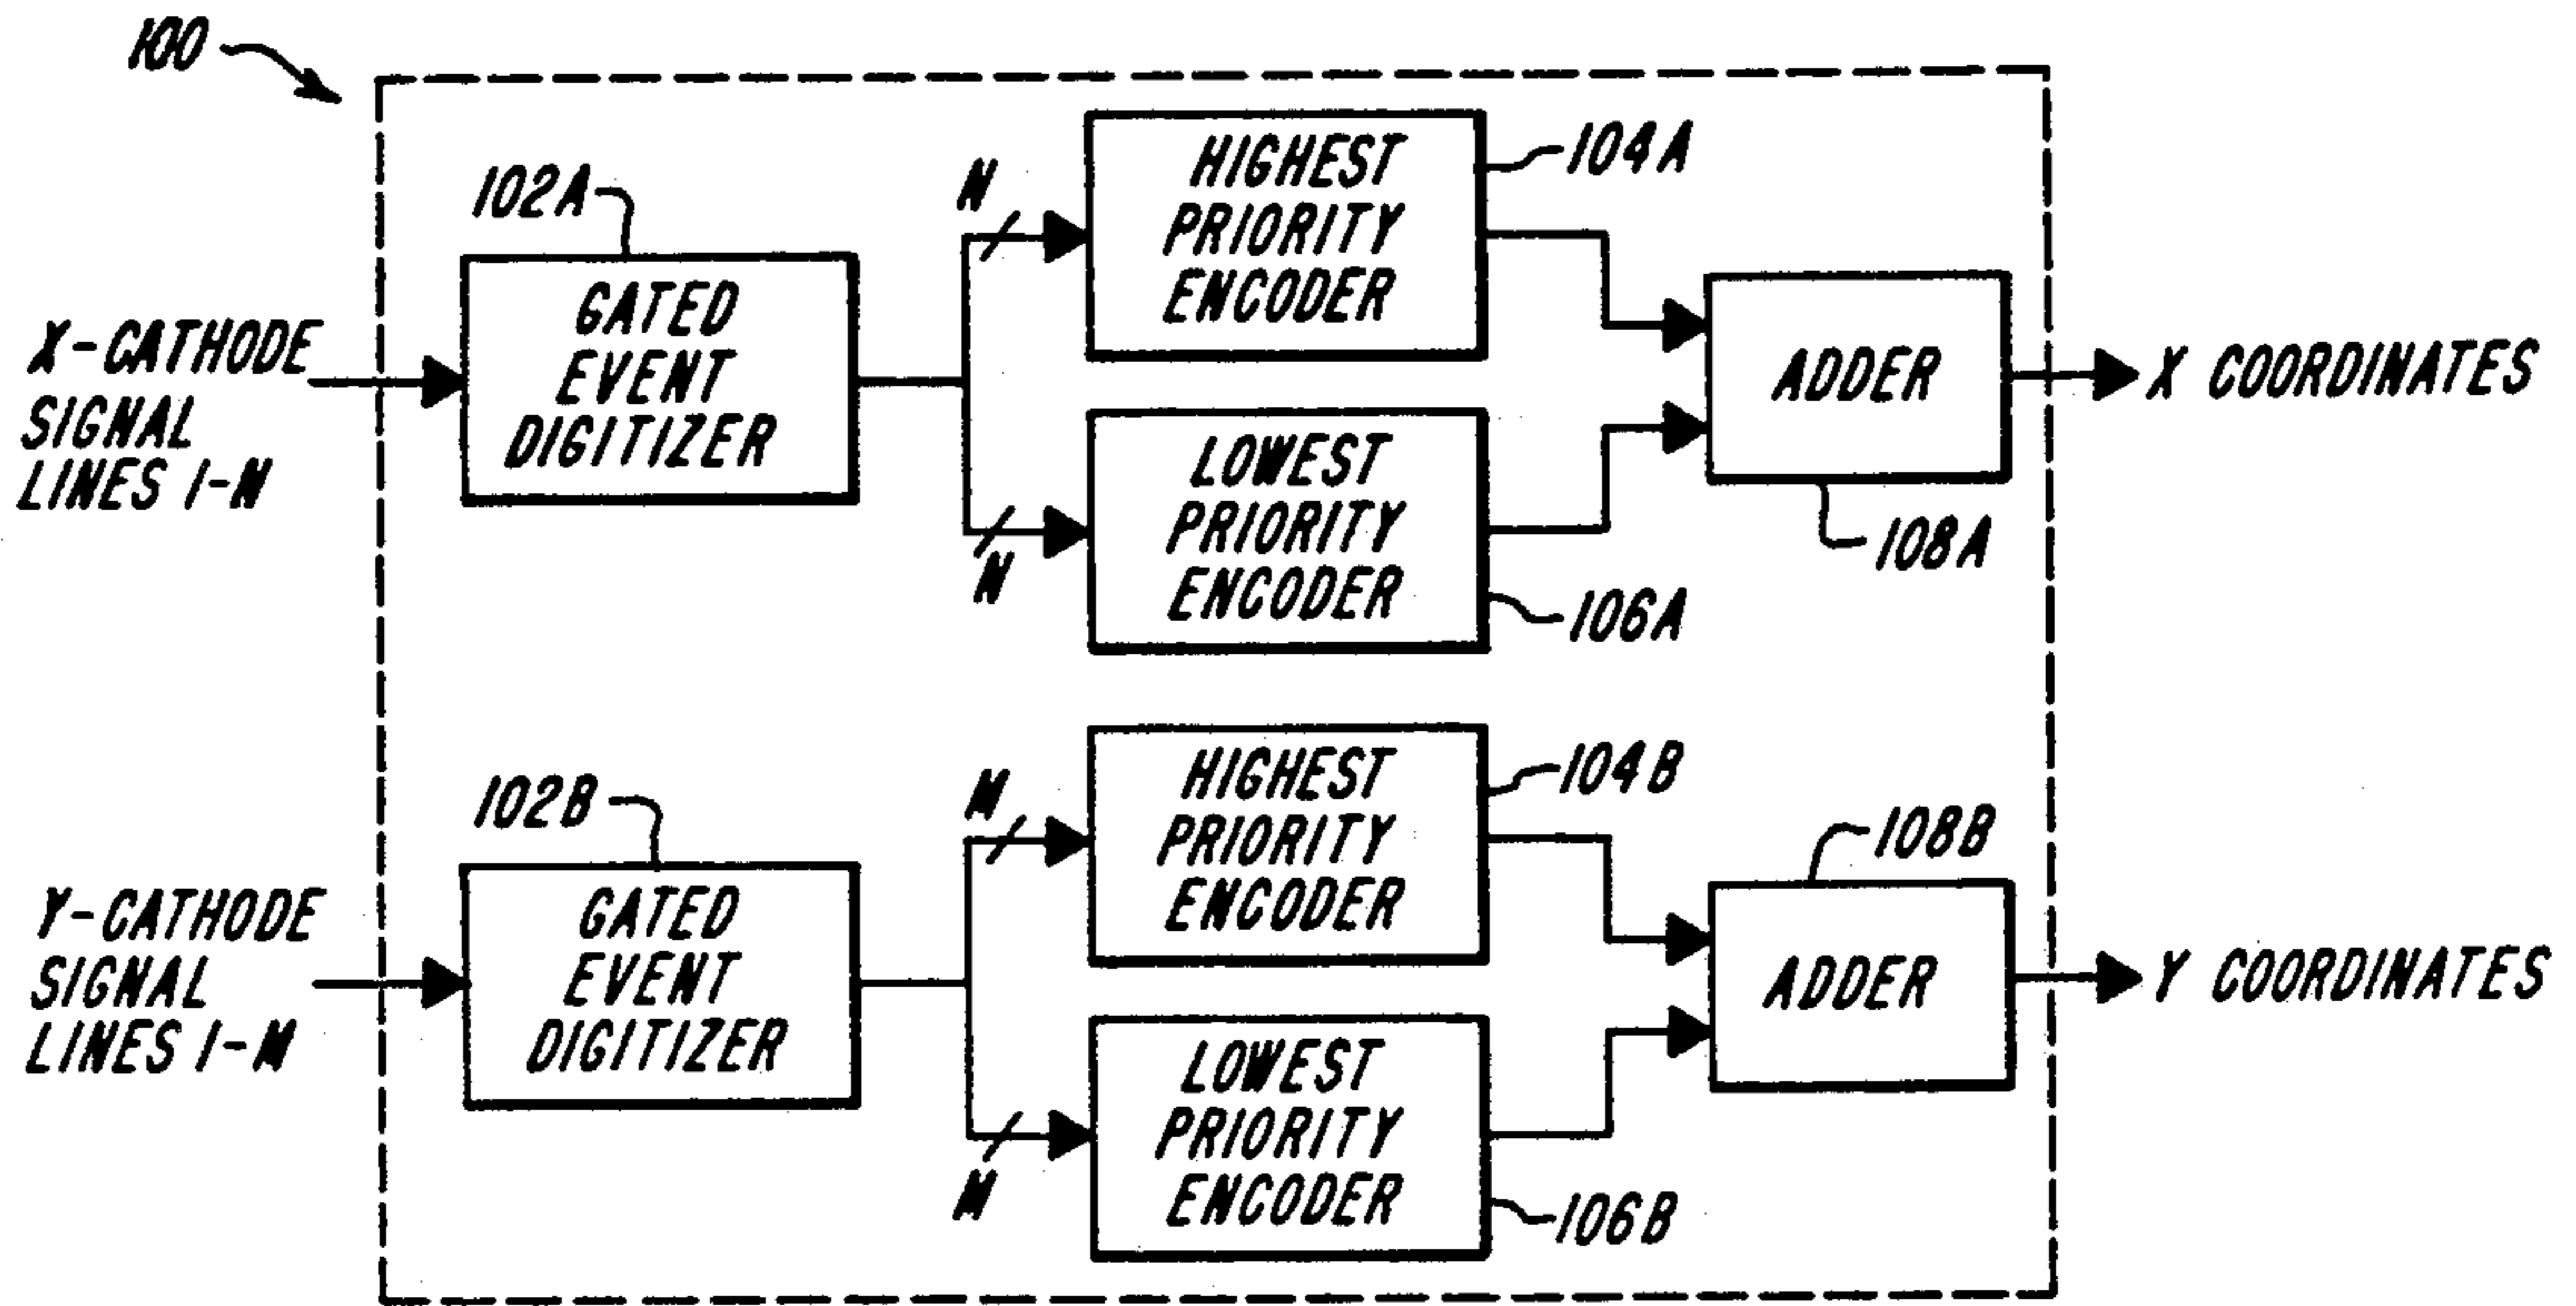 100
102A
N
HIGHEST
PRIORITY
ENCODER
104A
GATED
EVENT
DIGITIZER
X-CATHODE
SIGNAL
LINES 1-N
N
LOWEST
PRIORITY
ENCODER
106A
ADDER
108A
X COORDINATES
102B
M
HIGHEST
PRIORITY
ENCODER
104B
GATED
EVENT
DIGITIZER
Y-CATHODE
SIGNAL
LINES 1-M
M
LOWEST
PRIORITY
ENCODER
106B
108B
ADDER
Y COORDINATES